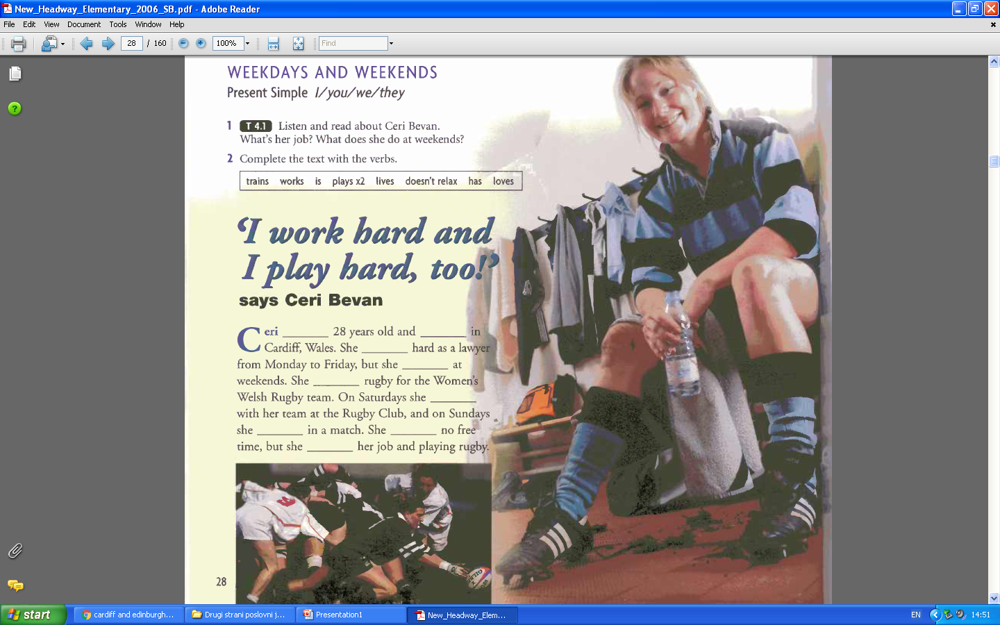 New_Headway_Elementary_2006_SB.pdf - Adobe Reader
File Edit View Document Tools Window Help
28 / 160 100% Find
WEEKDAYS AND WEEKENDS
Present Simple I/you/we/they
1 T 4.1 Listen and read about Ceri Bevan.
What's her job? What does she do at weekends?
2 Complete the text with the verbs.
trains works is plays x2 lives doesn't relax has loves
'I work hard and
I play hard, too!'
says Ceri Bevan
Ceri _______ 28 years old and _______ in
Cardiff, Wales. She _______ hard as a lawyer
from Monday to Friday, but she _______ at
weekends. She _______ rugby for the Women's
Welsh Rugby team. On Saturdays she _______
with her team at the Rugby Club, and on Sundays
she _______ in a match. She _______ no free
time, but she _______ her job and playing rugby.
28
start cardiff and edinburgh... Drugi strani poslovni j... Presentation1 New_Headway_Elem... EN 14:51